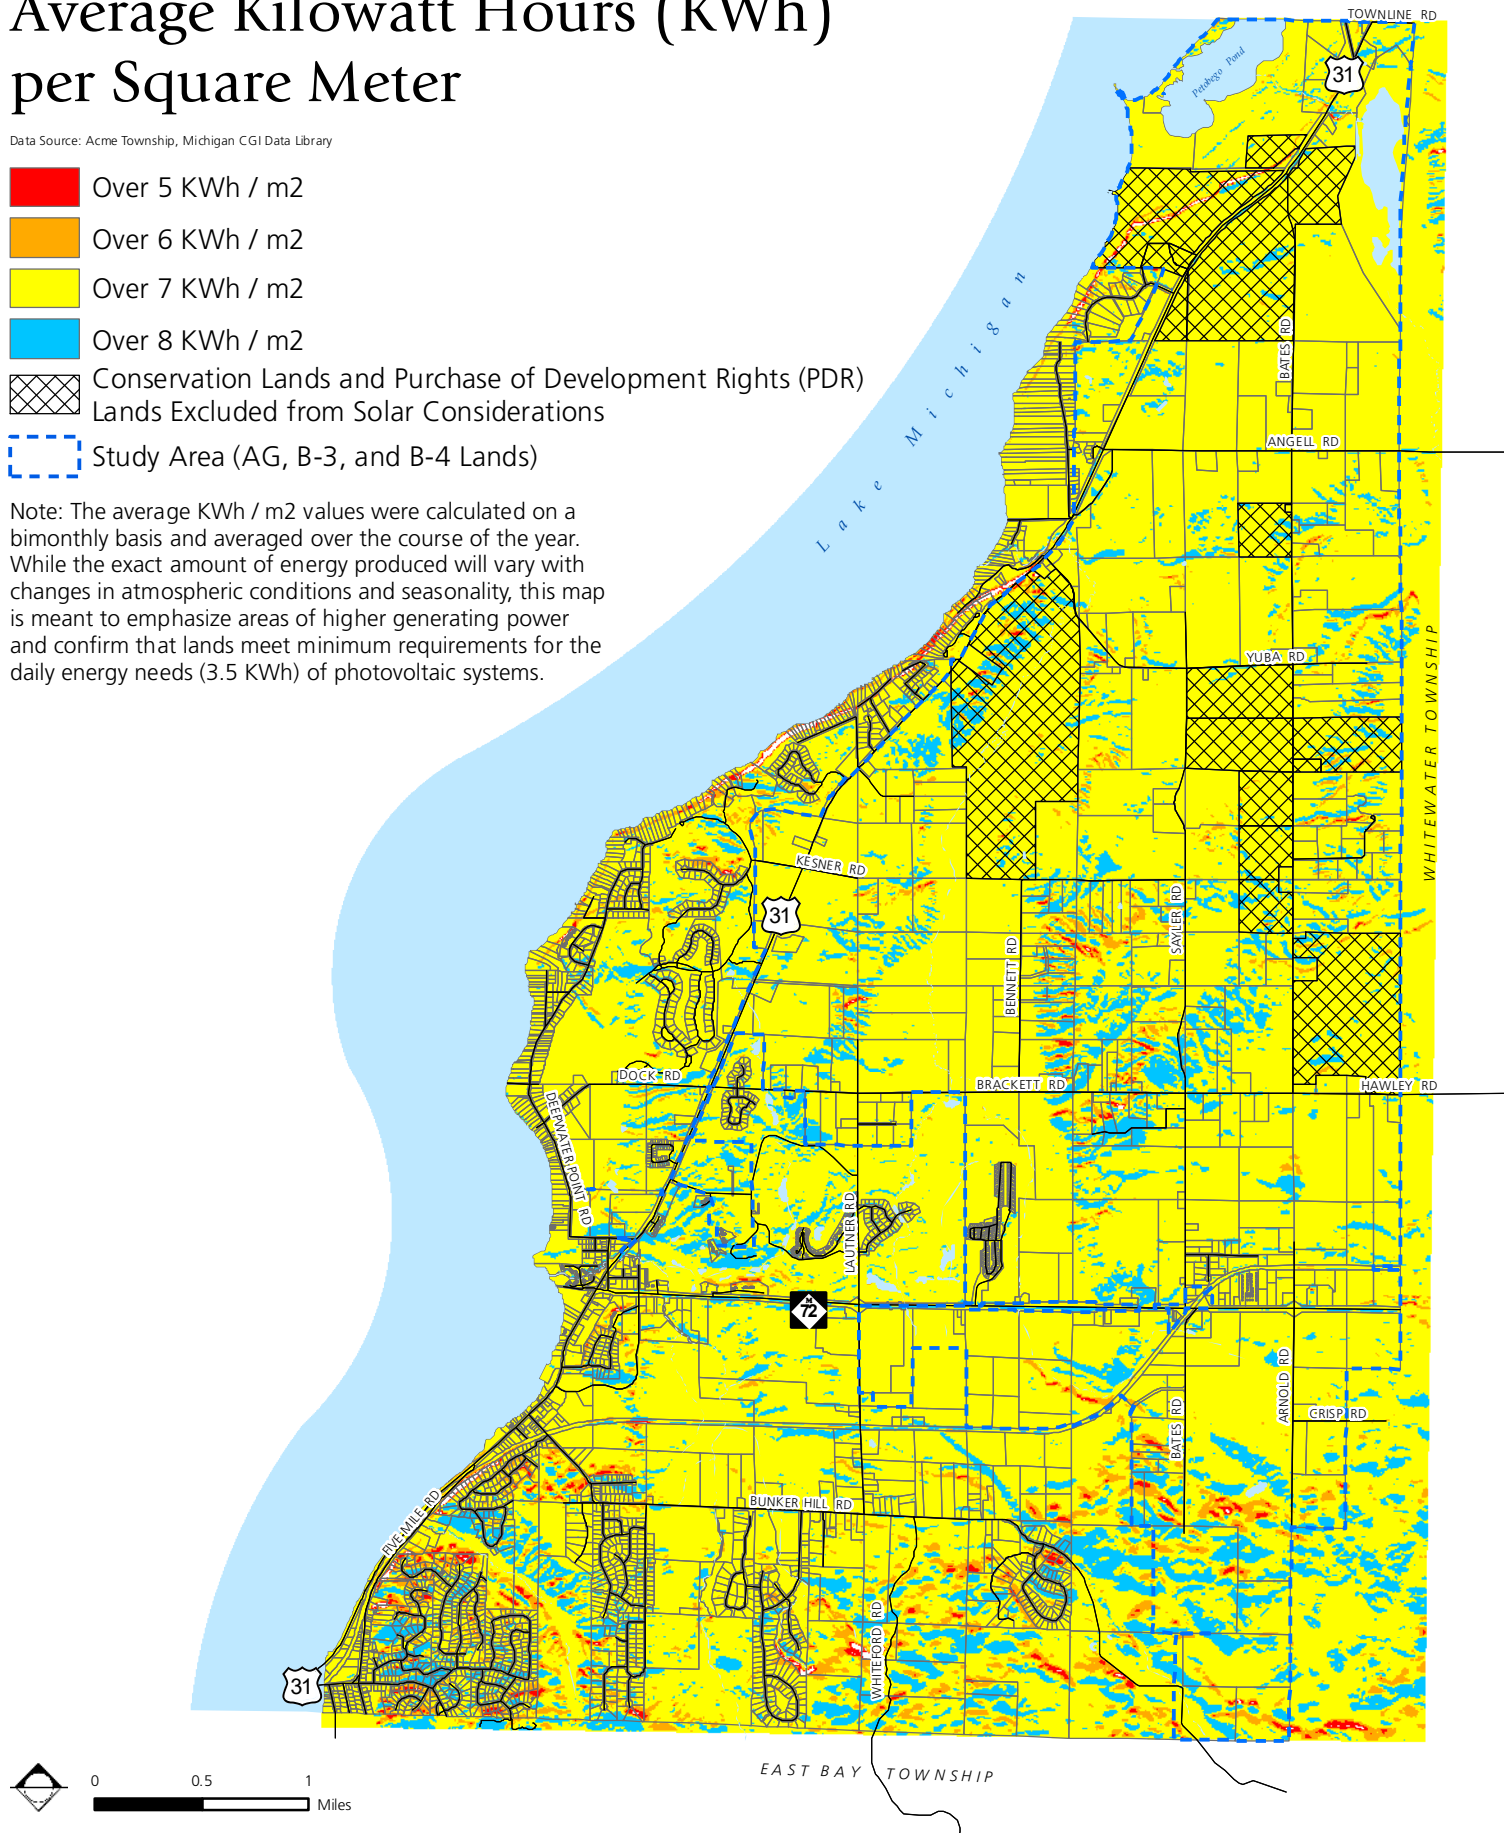 Average Kilowatt Hours (KWh)
per Square Meter
Data Source: Acme Township, Michigan CGI Data Library
Over 5 KWh / m2
Over 6 KWh / m2
Over 7 KWh / m2
Over 8 KWh / m2
Conservation Lands and Purchase of Development Rights (PDR)
Lands Excluded from Solar Considerations
Study Area (AG, B-3, and B-4 Lands)
Note: The average KWh / m2 values were calculated on a
bimonthly basis and averaged over the course of the year.
While the exact amount of energy produced will vary with
changes in atmospheric conditions and seasonality, this map
is meant to emphasize areas of higher generating power
and confirm that lands meet minimum requirements for the
daily energy needs (3.5 KWh) of photovoltaic systems.
TOWNLINE RD
31
Petobego Pond
Lake Michigan
BATES RD
ANGELL RD
YUBA RD
WHITEWATER TOWNSHIP
KESNER RD
31
SAYLER RD
BENNETT RD
DOCK RD
BRACKETT RD
HAWLEY RD
DEEPWATER POINT RD
LAUTNER RD
M
72
ARNOLD RD
BATES RD
CRISP RD
BUNKER HILL RD
FIVE MILE RD
WHITEFORD RD
31
EAST BAY TOWNSHIP
0 0.5 1
Miles